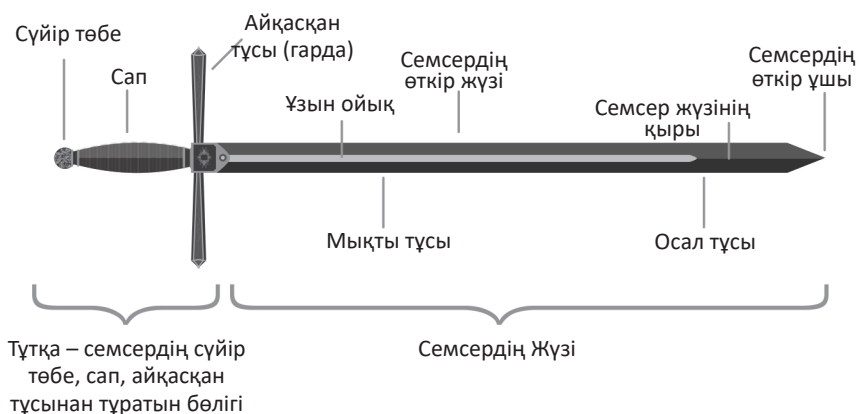 Сүйір төбе
Сап
Айқасқан
тұсы (гарда)
Ұзын ойық
Семсердің
өткір жүзі
Семсер жүзінің
қыры
Семсердің
өткір ұшы
Мықты тұсы
Осал тұсы
Тұтқа – семсердің сүйір
төбе, сап, айқасқан
тұсынан тұратын бөлігі
Семсердің Жүзі